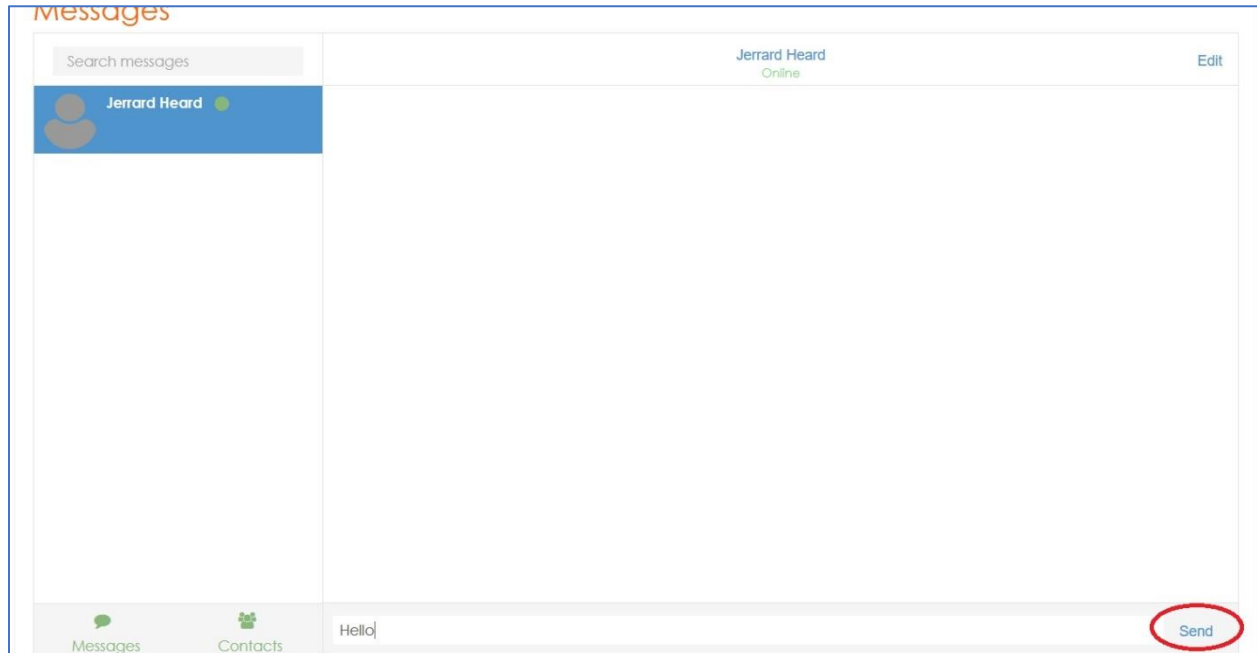 Messages
Search messages
Jerrard Heard
Online
Edit
Jerrard Heard
Messages
Contacts
Hello
Send